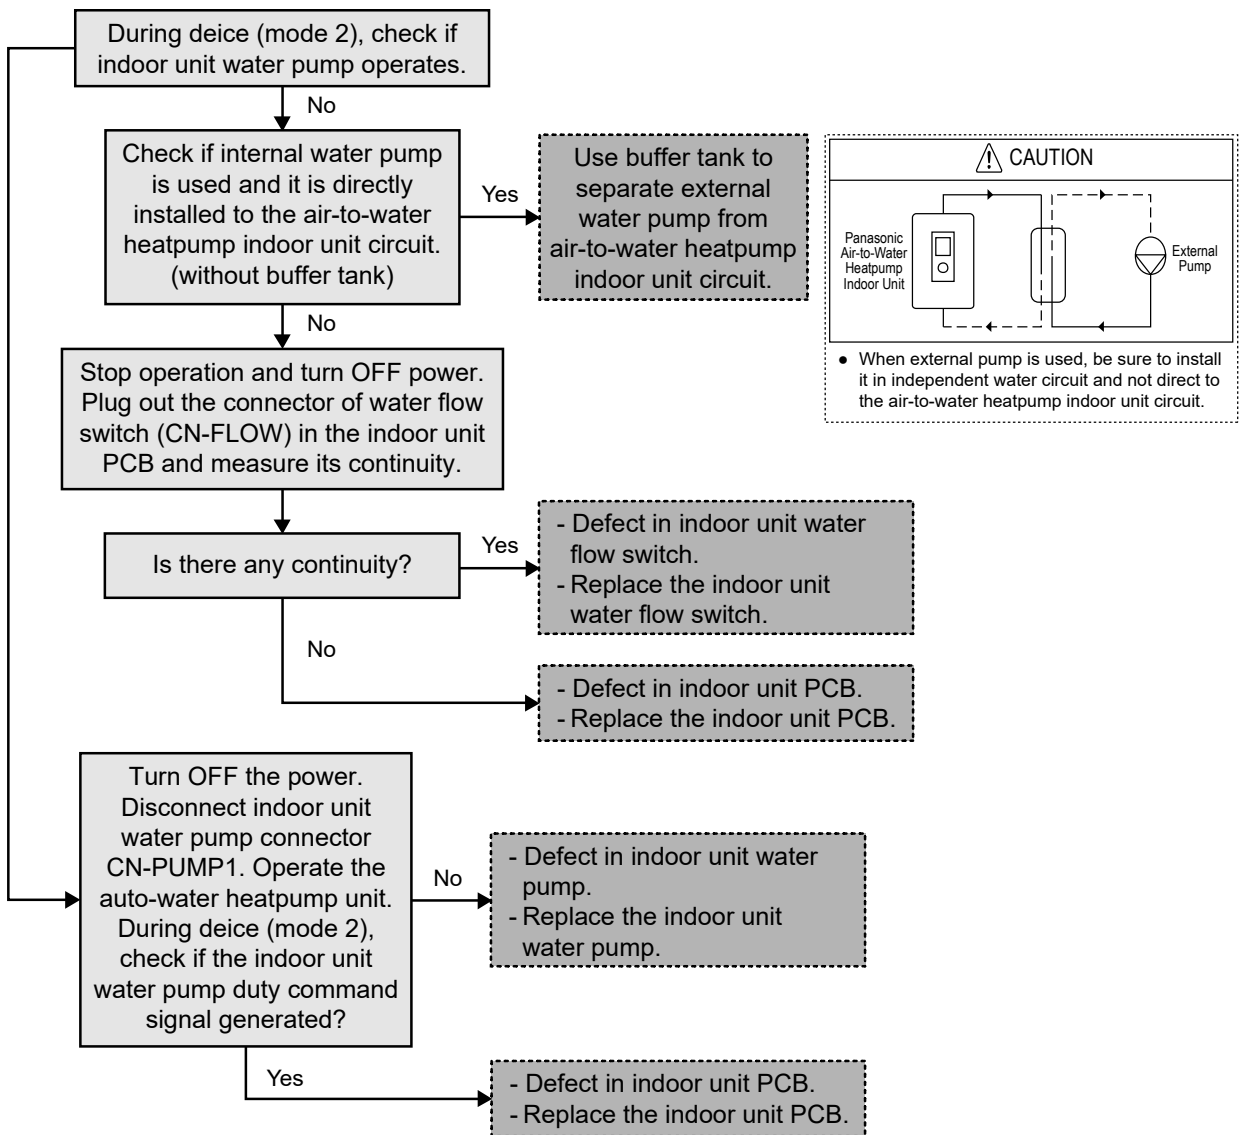 During deice (mode 2), check if
indoor unit water pump operates.
No
Check if internal water pump
is used and it is directly
installed to the air-to-water
heatpump indoor unit circuit.
(without buffer tank)
Yes
Use buffer tank to
separate external
water pump from
air-to-water heatpump
indoor unit circuit.
CAUTION
Panasonic
Air-to-Water
Heatpump
Indoor Unit
External
Pump
● When external pump is used, be sure to install
it in independent water circuit and not direct to
the air-to-water heatpump indoor unit circuit.
No
Stop operation and turn OFF power.
Plug out the connector of water flow
switch (CN-FLOW) in the indoor unit
PCB and measure its continuity.
Is there any continuity?
Yes
- Defect in indoor unit water
flow switch.
- Replace the indoor unit
water flow switch.
No
- Defect in indoor unit PCB.
- Replace the indoor unit PCB.
Turn OFF the power.
Disconnect indoor unit
water pump connector
CN-PUMP1. Operate the
auto-water heatpump unit.
During deice (mode 2),
check if the indoor unit
water pump duty command
signal generated?
No
- Defect in indoor unit water
pump.
- Replace the indoor unit
water pump.
Yes
- Defect in indoor unit PCB.
- Replace the indoor unit PCB.